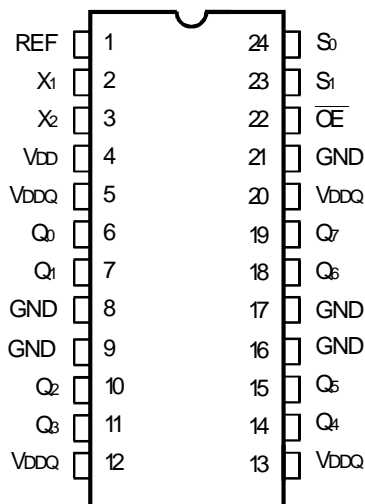 REF 1 24 S0
X1 2 23 S1
X2 3 22 OE
VDD 4 21 GND
VDDQ 5 20 VDDQ
Q0 6 19 Q7
Q1 7 18 Q6
GND 8 17 GND
GND 9 16 GND
Q2 10 15 Q5
Q3 11 14 Q4
VDDQ 12 13 VDDQ